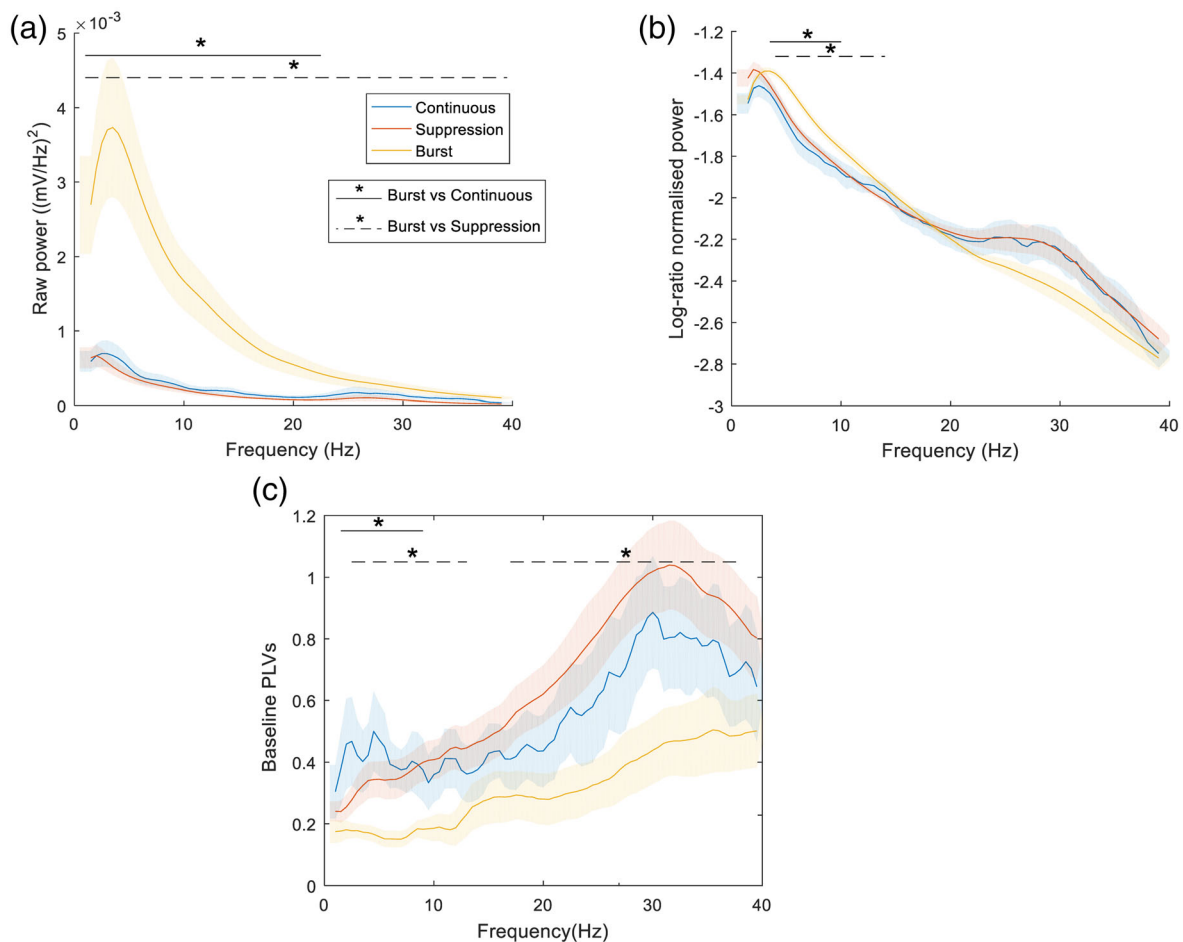 (a)
×10⁻³
5
4
3
2
1
0
Raw power ((mV/Hz)²)
*
*
Continuous
Suppression
Burst
* Burst vs Continuous
* Burst vs Suppression
0 10 20 30 40
Frequency (Hz)
(b)
-1.2
-1.4
-1.6
-1.8
-2
-2.2
-2.4
-2.6
-2.8
-3
Log-ratio normalised power
*
*
0 10 20 30 40
Frequency (Hz)
(c)
1.2
1
0.8
0.6
0.4
0.2
0
Baseline PLVs
*
* *
0 10 20 30 40
Frequency(Hz)